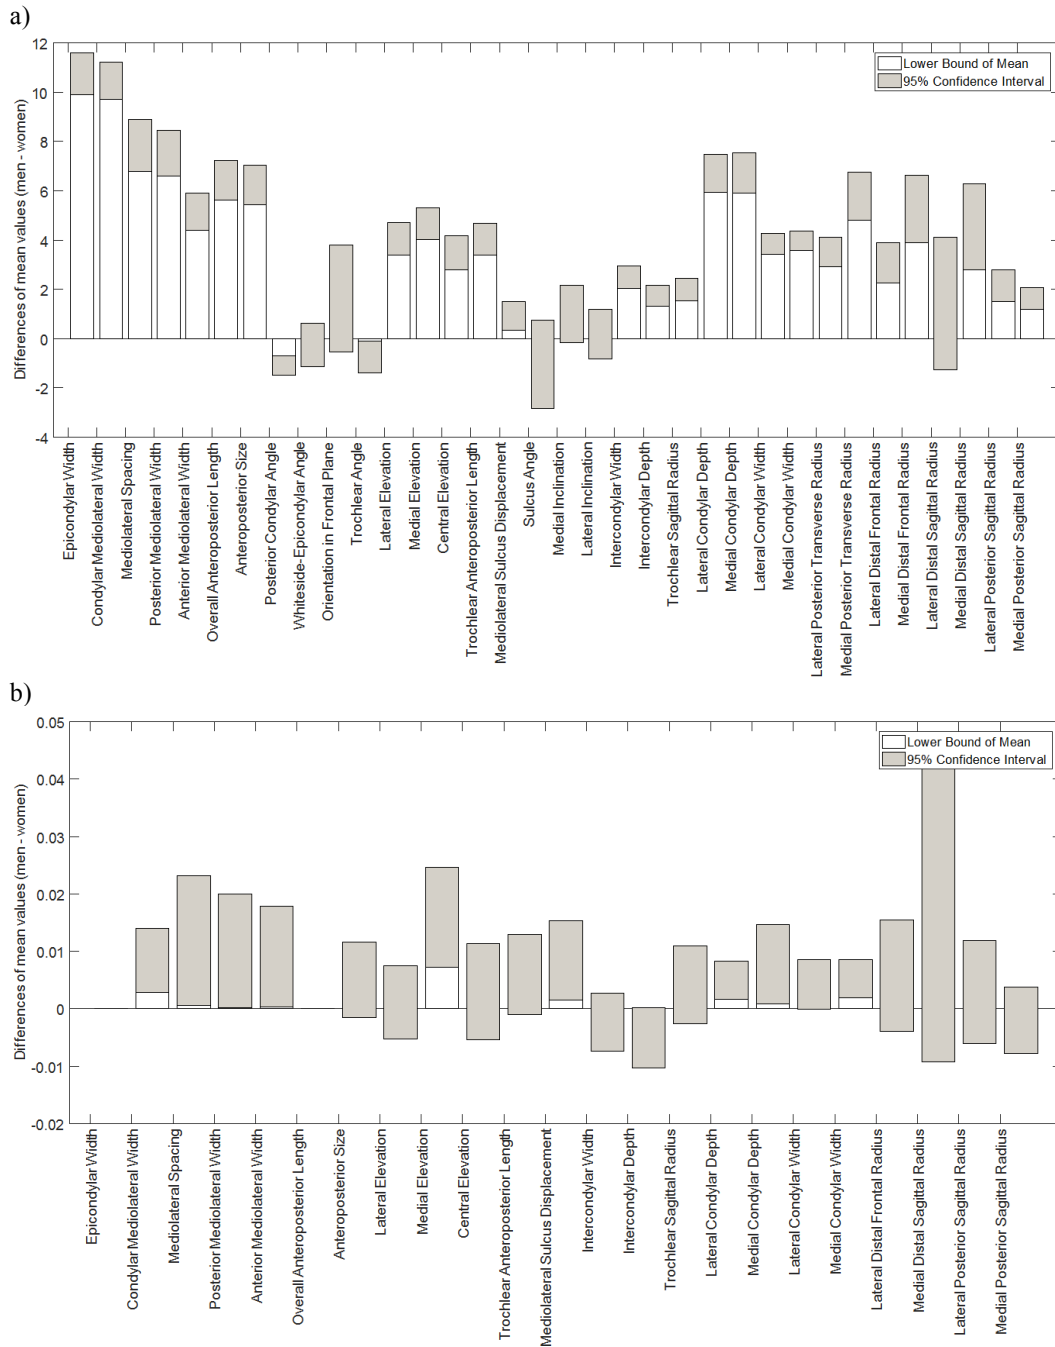 a)
12
10
8
6
4
2
0
-2
-4
Differences of mean values (men - women)
Lower Bound of Mean
95% Confidence Interval
Epicondylar Width
Condylar Mediolateral Width
Mediolateral Spacing
Posterior Mediolateral Width
Anterior Mediolateral Width
Overall Anteroposterior Length
Anteroposterior Size
Posterior Condylar Angle
Whiteside-Epicondylar Angle
Orientation in Frontal Plane
Trochlear Angle
Lateral Elevation
Medial Elevation
Central Elevation
Trochlear Anteroposterior Length
Mediolateral Sulcus Displacement
Sulcus Angle
Medial Inclination
Lateral Inclination
Intercondylar Width
Intercondylar Depth
Trochlear Sagittal Radius
Lateral Condylar Depth
Medial Condylar Depth
Lateral Condylar Width
Medial Condylar Width
Lateral Posterior Transverse Radius
Medial Posterior Transverse Radius
Lateral Distal Frontal Radius
Medial Distal Frontal Radius
Lateral Distal Sagittal Radius
Medial Distal Sagittal Radius
Lateral Posterior Sagittal Radius
Medial Posterior Sagittal Radius
b)
0.05
0.04
0.03
0.02
0.01
0
-0.01
-0.02
Differences of mean values (men - women)
Lower Bound of Mean
95% Confidence Interval
Epicondylar Width
Condylar Mediolateral Width
Mediolateral Spacing
Posterior Mediolateral Width
Anterior Mediolateral Width
Overall Anteroposterior Length
Anteroposterior Size
Lateral Elevation
Medial Elevation
Central Elevation
Trochlear Anteroposterior Length
Mediolateral Sulcus Displacement
Intercondylar Width
Intercondylar Depth
Trochlear Sagittal Radius
Lateral Condylar Depth
Medial Condylar Depth
Lateral Condylar Width
Medial Condylar Width
Lateral Distal Frontal Radius
Medial Distal Sagittal Radius
Lateral Posterior Sagittal Radius
Medial Posterior Sagittal Radius